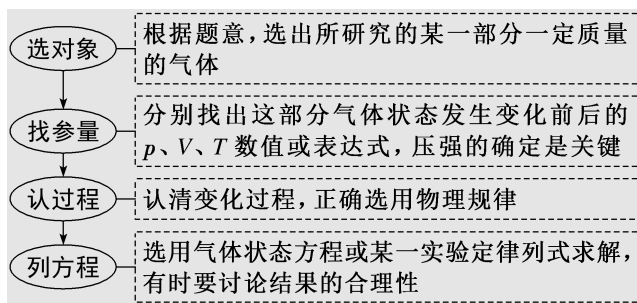 选对象
根据题意,选出所研究的某一部分一定质量
的气体
找参量
分别找出这部分气体状态发生变化前后的
p、V、T 数值或表达式,压强的确定是关键
认过程
认清变化过程,正确选用物理规律
列方程
选用气体状态方程或某一实验定律列式求解,
有时要讨论结果的合理性